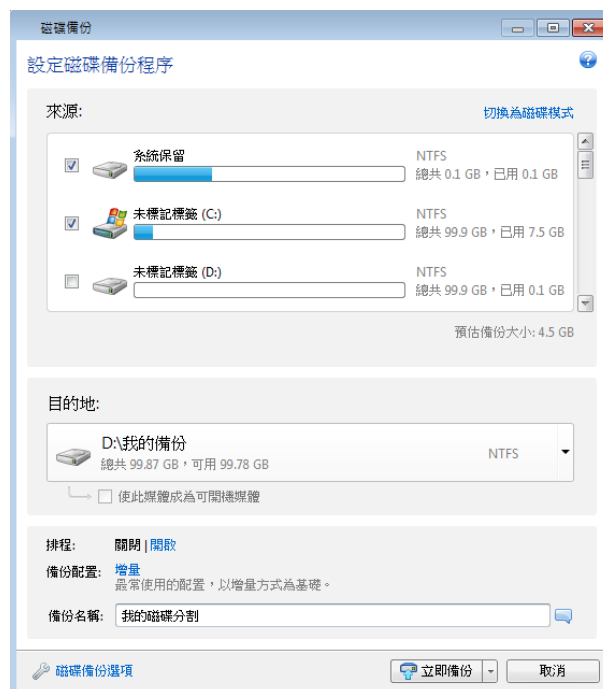 磁碟備份
設定磁碟備份程序
來源:
切換為磁碟模式
系統保留
NTFS
總共 0.1 GB,已用 0.1 GB
未標記標籤 (C:)
NTFS
總共 99.9 GB,已用 7.5 GB
未標記標籤 (D:)
NTFS
總共 99.9 GB,已用 0.1 GB
預估備份大小: 4.5 GB
目的地:
D:\我的備份
總共 99.87 GB,可用 99.78 GB
NTFS
使此媒體成為可開機媒體
排程: 關閉 | 開啟
備份配置: 增量
最常使用的配置,以增量方式為基礎。
備份名稱: 我的磁碟分割
磁碟備份選項
立即備份
取消